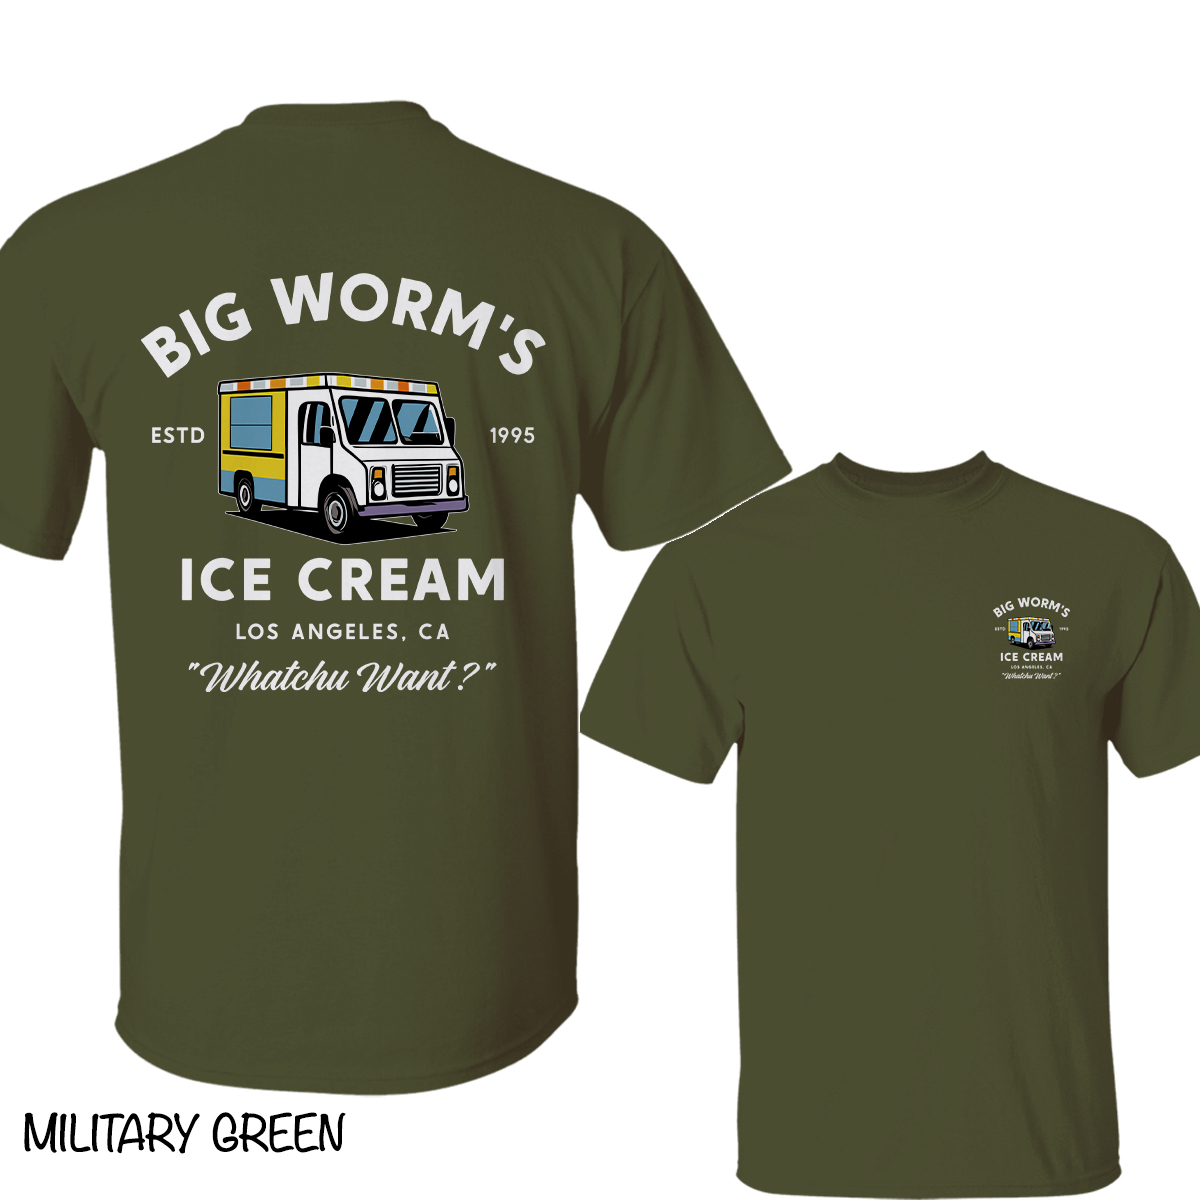 BIG WORM'S
ESTD 1995
ICE CREAM
LOS ANGELES, CA
"Whatchu Want?"
BIG WORM'S
ESTD 1995
ICE CREAM
LOS ANGELES, CA
"Whatchu Want?"
MILITARY GREEN